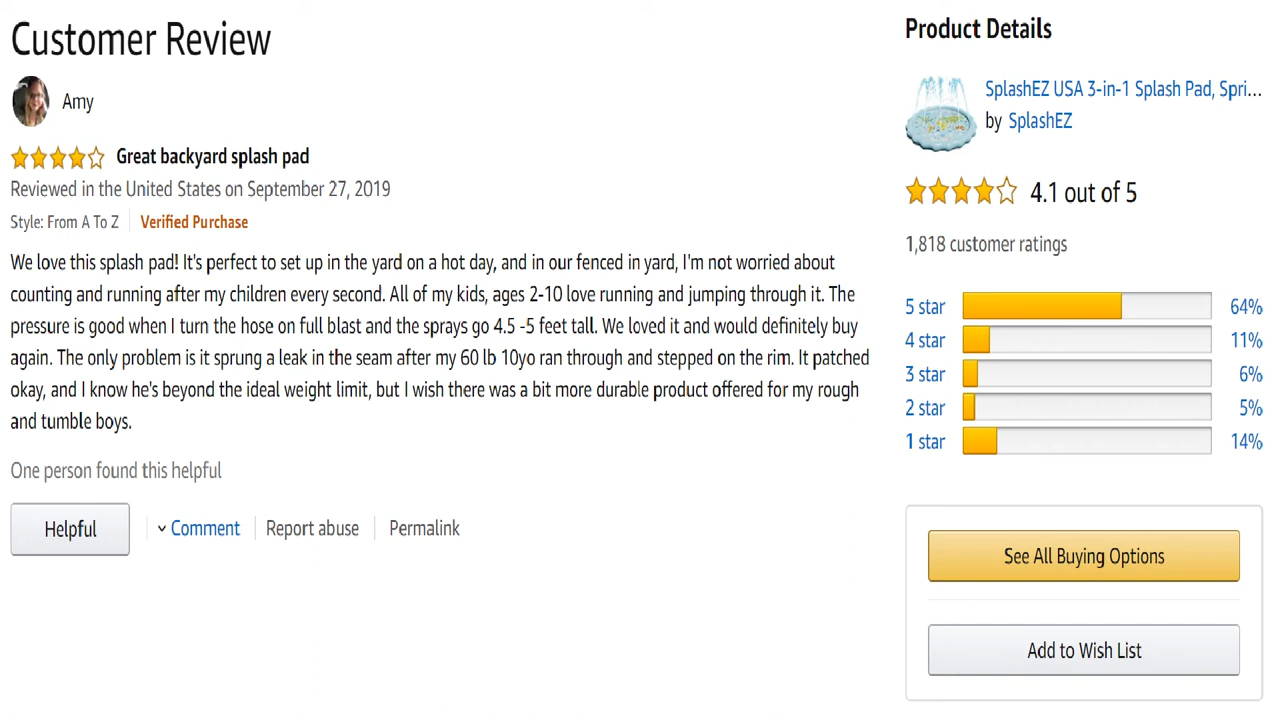 Customer Review
Amy
Great backyard splash pad
Reviewed in the United States on September 27, 2019
Style: From A To Z
Verified Purchase
We love this splash pad! It's perfect to set up in the yard on a hot day, and in our fenced in yard, I'm not worried about
counting and running after my children every second. All of my kids, ages 2-10 love running and jumping through it. The
pressure is good when I turn the hose on full blast and the sprays go 4.5 -5 feet tall. We loved it and would definitely buy
again. The only problem is it sprung a leak in the seam after my 60 lb 10yo ran through and stepped on the rim. It patched
okay, and I know he's beyond the ideal weight limit, but I wish there was a bit more durable product offered for my rough
and tumble boys.
One person found this helpful
Helpful
Comment
Report abuse
Permalink
Product Details
SplashEZ USA 3-in-1 Splash Pad, Spri...
by SplashEZ
4.1 out of 5
1,818 customer ratings
5 star 64%
4 star 11%
3 star 6%
2 star 5%
1 star 14%
See All Buying Options
Add to Wish List